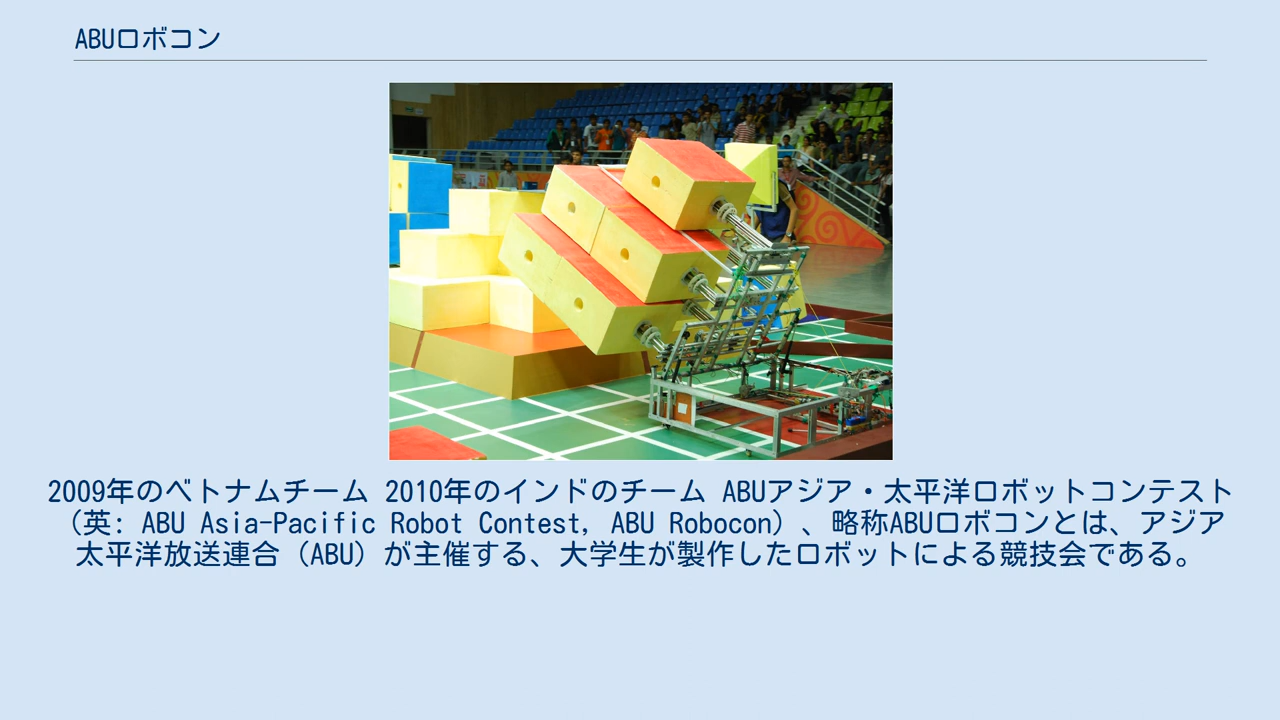 ABUロボコン
2009年のベトナムチーム 2010年のインドのチーム ABUアジア・太平洋ロボットコンテスト
（英: ABU Asia-Pacific Robot Contest, ABU Robocon）、略称ABUロボコンとは、アジア
太平洋放送連合（ABU）が主催する、大学生が製作したロボットによる競技会である。